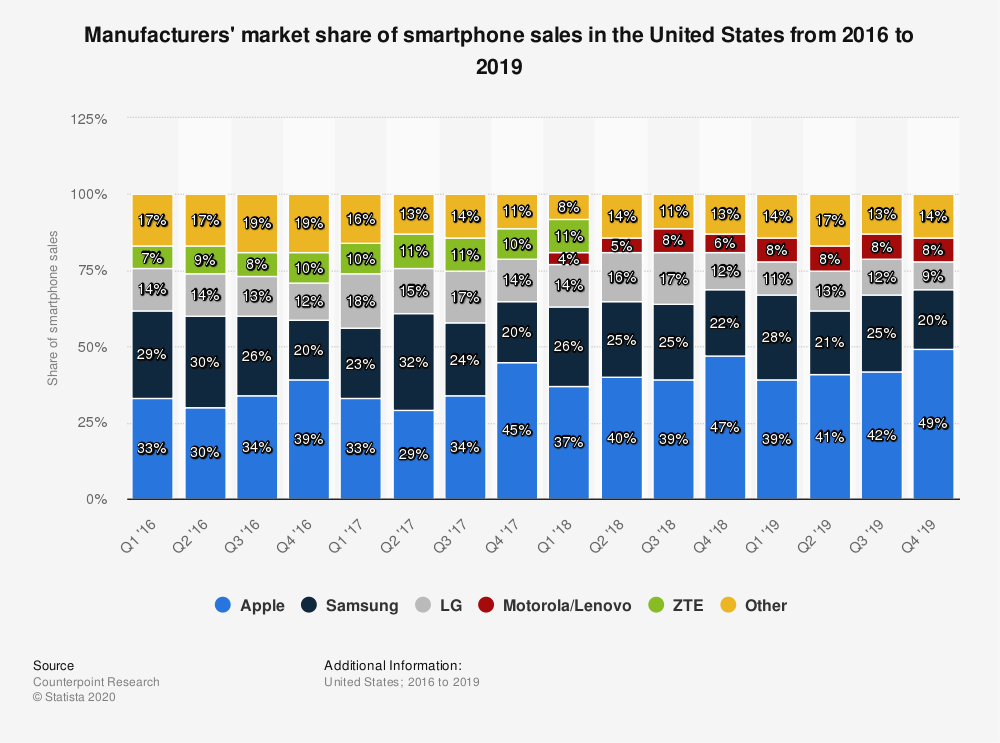 Manufacturers' market share of smartphone sales in the United States from 2016 to
2019
125%
100%
75%
50%
25%
0%
Share of smartphone sales
17% 17% 19% 19% 16% 13% 14% 11% 8% 14% 11% 13% 14% 17% 13% 14%
7% 9% 8% 10% 10% 11% 11% 10% 11%
4% 5% 8% 6% 8% 8% 8% 8%
14% 14% 13% 12% 18% 15% 17% 14% 14% 16% 17% 12% 11% 13% 12% 9%
29% 30% 26% 20% 23% 32% 24% 20% 26% 25% 25% 22% 28% 21% 25% 20%
33% 30% 34% 39% 33% 29% 34% 45% 37% 40% 39% 47% 39% 41% 42% 49%
Q1 '16 Q2 '16 Q3 '16 Q4 '16 Q1 '17 Q2 '17 Q3 '17 Q4 '17 Q1 '18 Q2 '18 Q3 '18 Q4 '18 Q1 '19 Q2 '19 Q3 '19 Q4 '19
Apple Samsung LG Motorola/Lenovo ZTE Other
Source
Counterpoint Research
© Statista 2020
Additional Information:
United States; 2016 to 2019